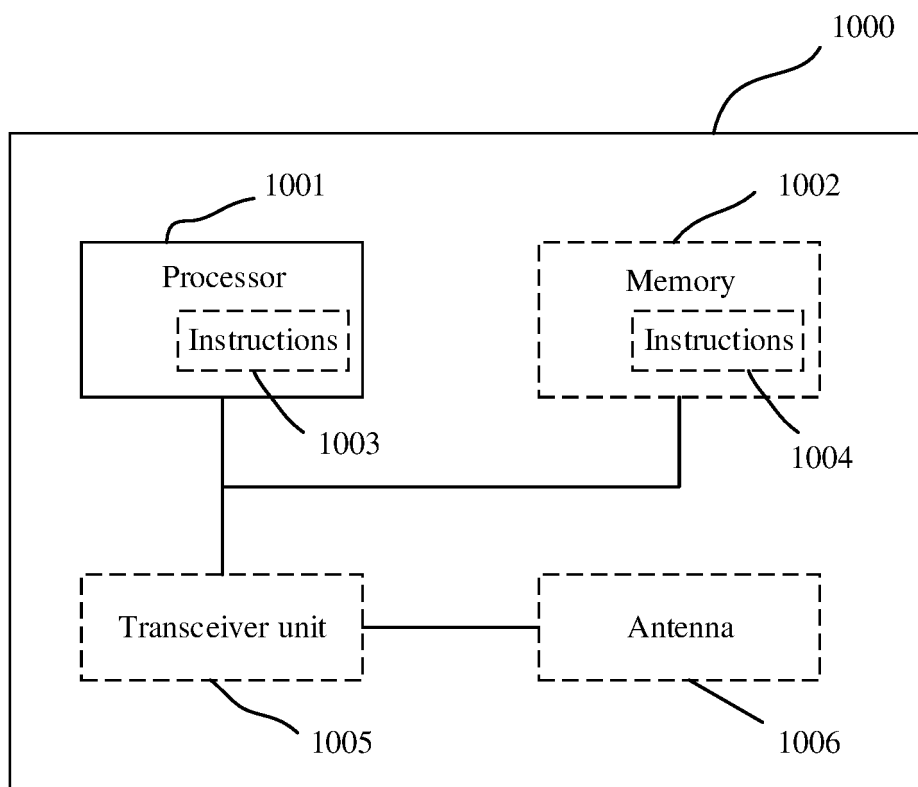 1000
1001
1002
Processor
Memory
Instructions
Instructions
1003
1004
Transceiver unit
Antenna
1005
1006